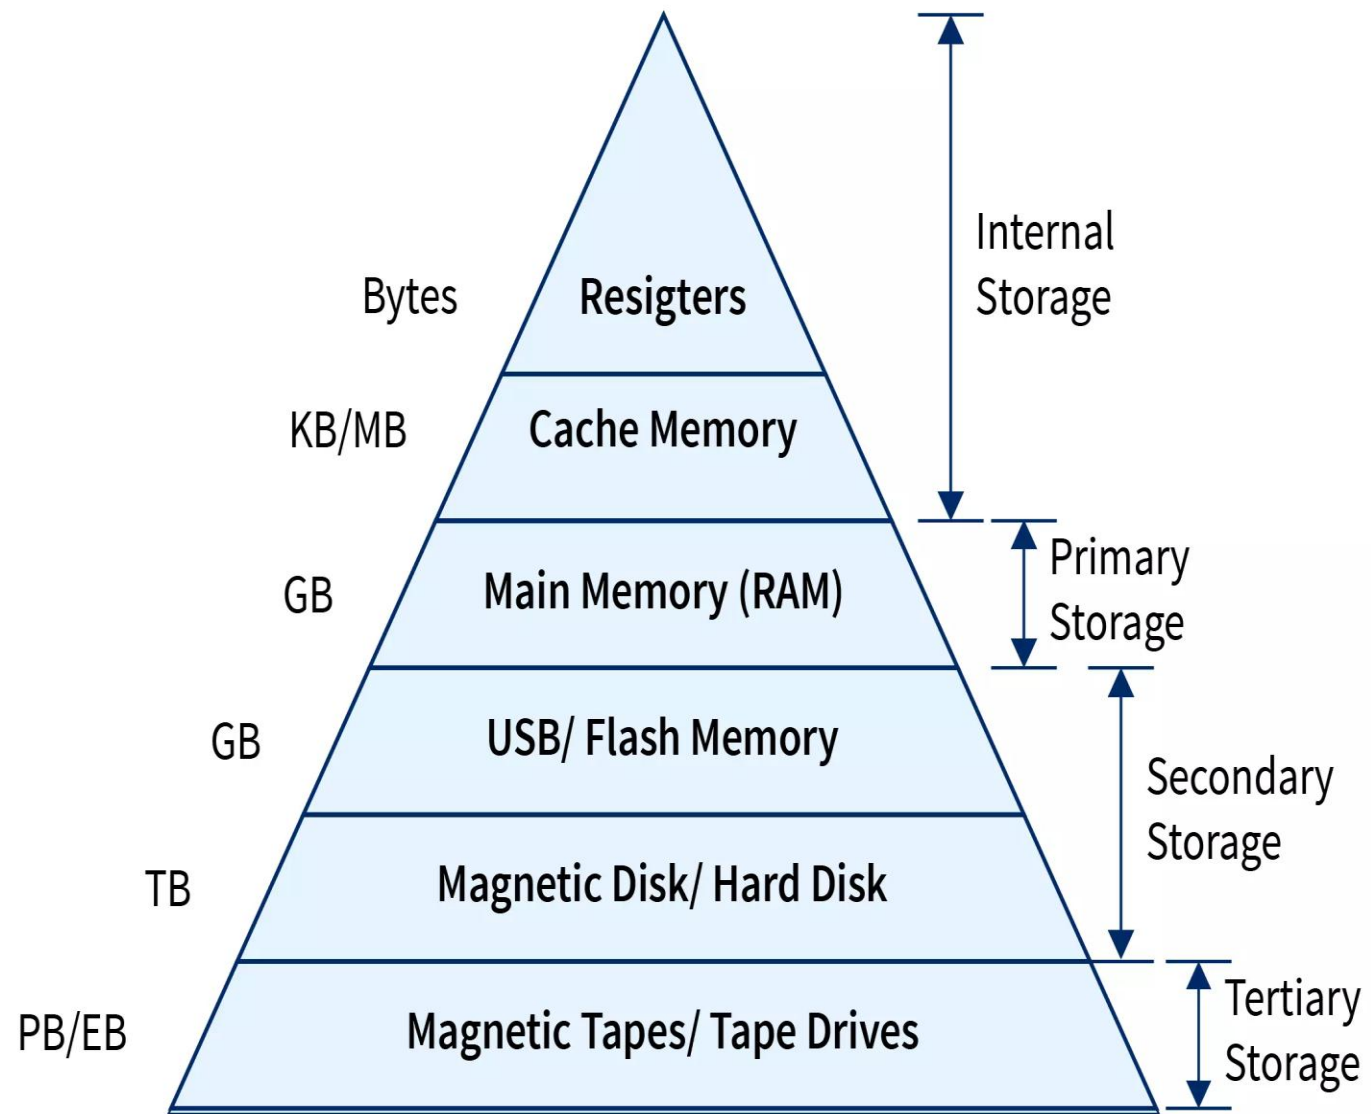 Internal
Storage
Bytes
Resigters
KB/MB
Cache Memory
GB
Main Memory (RAM)
Primary
Storage
GB
USB/ Flash Memory
Secondary
Storage
TB
Magnetic Disk/ Hard Disk
PB/EB
Magnetic Tapes/ Tape Drives
Tertiary
Storage